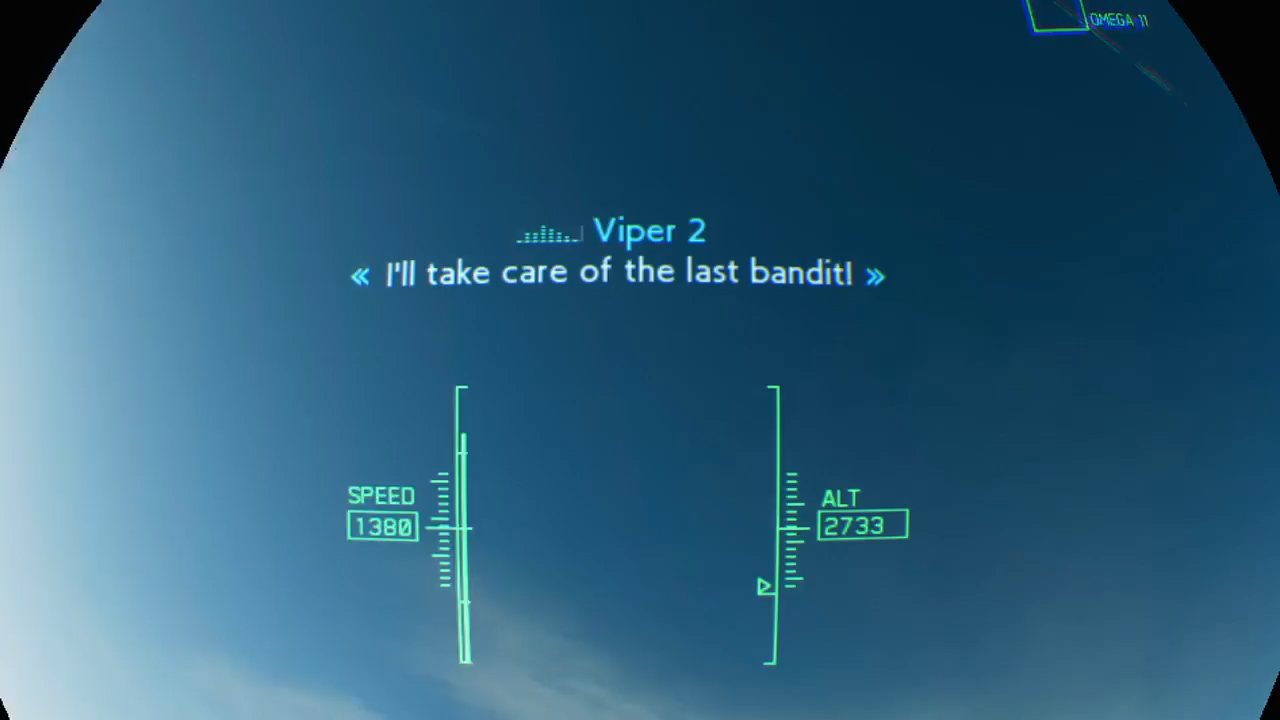 OMEGA 11
Viper 2
« I'll take care of the last bandit! »
SPEED
1380
ALT
2733